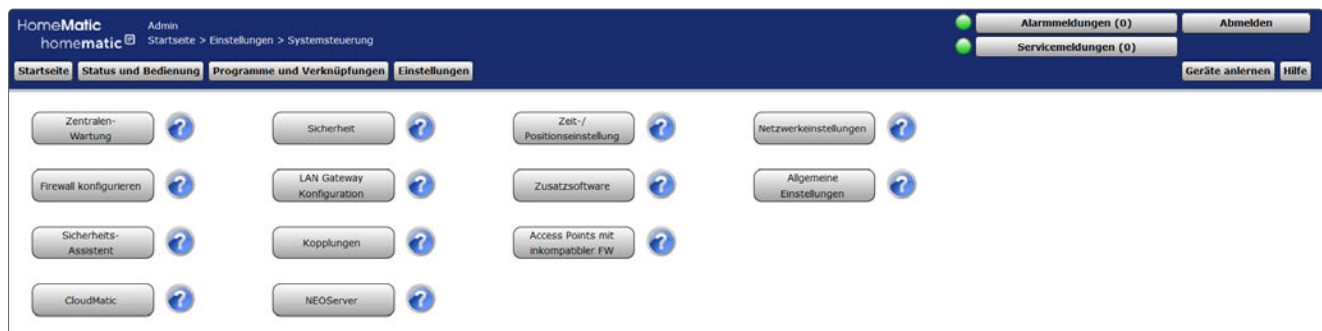 HomeMatic
homematic IP
Admin
Startseite > Einstellungen > Systemsteuerung
Alarmmeldungen (0)
Abmelden
Servicemeldungen (0)
Startseite
Status und Bedienung
Programme und Verknüpfungen
Einstellungen
Geräte anlernen
Hilfe
Zentralen-
Wartung
?
Sicherheit
?
Zeit-/
Positionseinstellung
?
Netzwerkeinstellungen
?
Firewall konfigurieren
?
LAN Gateway
Konfiguration
?
Zusatzsoftware
?
Allgemeine
Einstellungen
?
Sicherheits-
Assistent
?
Kopplungen
?
Access Points mit
inkompatibler FW
?
CloudMatic
?
NEOServer
?